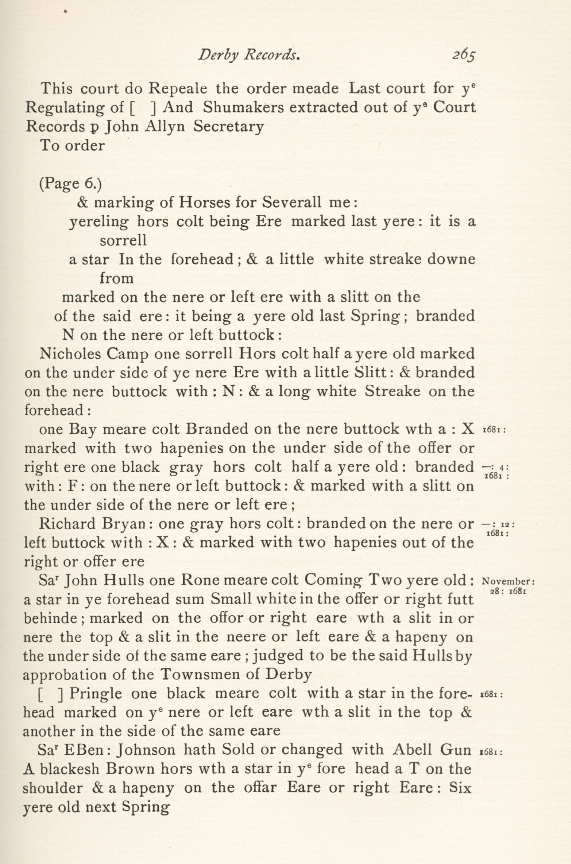 Derby Records. 265
This court do Repeale the order meade Last court for yᵉ
Regulating of [ ] And Shumakers extracted out of yᵉ Court
Records p John Allyn Secretary
To order
(Page 6.)
& marking of Horses for Severall me :
yereling hors colt being Ere marked last yere : it is a
sorrell
a star In the forehead ; & a little white streake downe
from
marked on the nere or left ere with a slitt on the
of the said ere : it being a yere old last Spring ; branded
N on the nere or left buttock :
Nicholes Camp one sorrell Hors colt half a yere old marked
on the under side of ye nere Ere with a little Slitt : & branded
on the nere buttock with : N : & a long white Streake on the
forehead :
one Bay meare colt Branded on the nere buttock wth a : X 1681 :
marked with two hapenies on the under side of the offer or
right ere one black gray hors colt half a yere old : branded —: 4 :
1681 :
with : F : on the nere or left buttock : & marked with a slitt on
the under side of the nere or left ere ;
Richard Bryan : one gray hors colt : branded on the nere or —: 12 :
1681 :
left buttock with : X : & marked with two hapenies out of the
right or offer ere
Saʳ John Hulls one Rone meare colt Coming Two yere old : November :
28 : 1681
a star in ye forehead sum Small white in the offer or right futt
behinde ; marked on the offor or right eare wth a slit in or
nere the top & a slit in the neere or left eare & a hapeny on
the under side of the same eare ; judged to be the said Hulls by
approbation of the Townsmen of Derby
[ ] Pringle one black meare colt with a star in the fore- 1681 :
head marked on yᵉ nere or left eare wth a slit in the top &
another in the side of the same eare
Saʳ EBen : Johnson hath Sold or changed with Abell Gun 1681 :
A blackesh Brown hors wth a star in yᵉ fore head a T on the
shoulder & a hapeny on the offar Eare or right Eare : Six
yere old next Spring